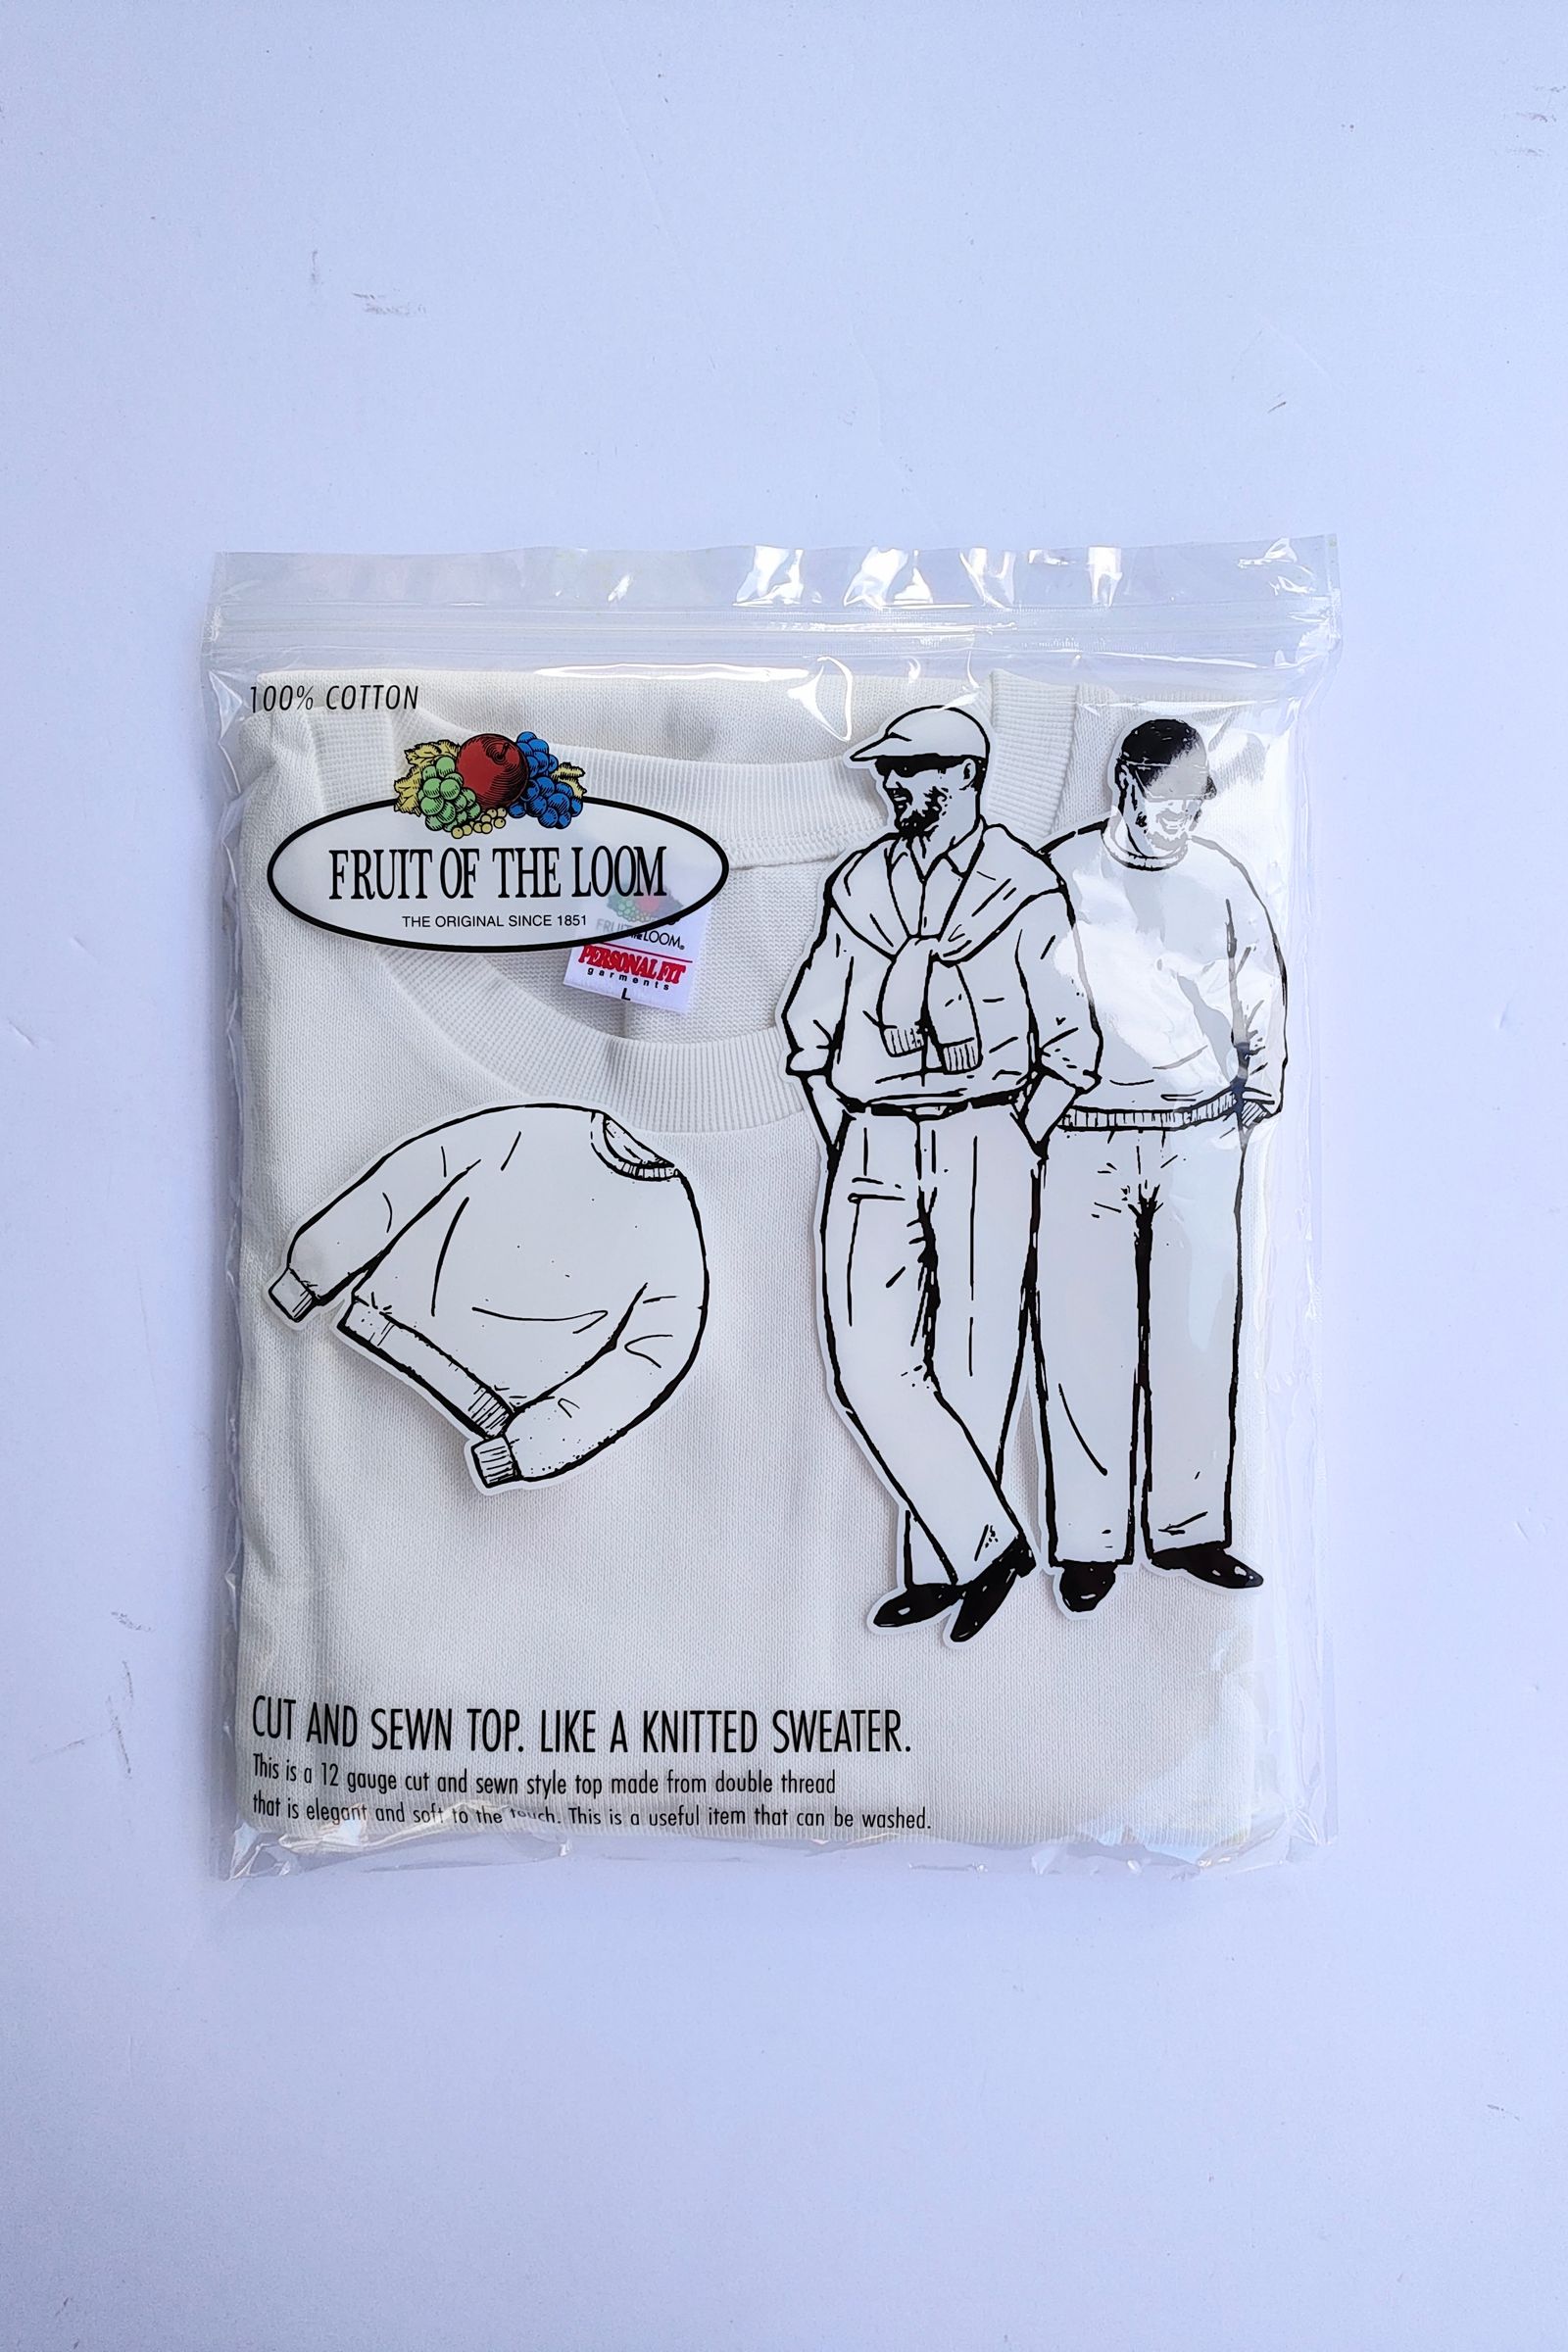 100% COTTON
FRUIT OF THE LOOM
THE ORIGINAL SINCE 1851
FRUIT LOOM®
PERSONAL FIT
garments
L
CUT AND SEWN TOP. LIKE A KNITTED SWEATER.
This is a 12 gauge cut and sewn style top made from double thread
that is elegant and soft to the touch. This is a useful item that can be washed.